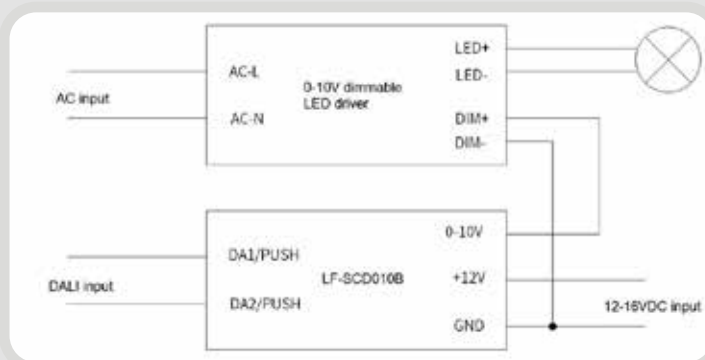 LED+
AC-L
LED-
0-10V dimmable
LED driver
AC input
AC-N
DIM+
DIM-
0-10V
DA1/PUSH
LF-SCD010B
+12V
DALI input
DA2/PUSH
12-16VDC input
GND